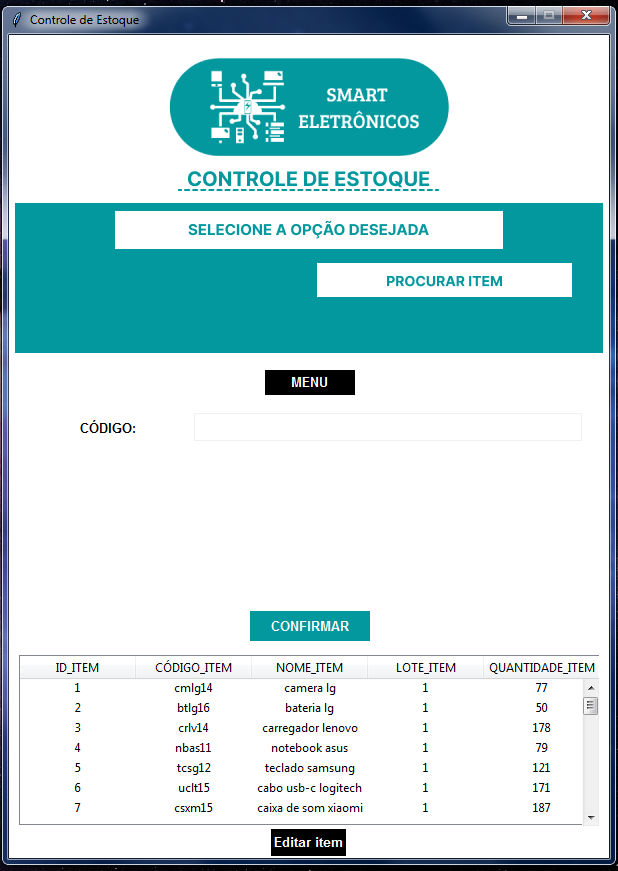 Controle de Estoque
SMART
ELETRÔNICOS
CONTROLE DE ESTOQUE
SELECIONE A OPÇÃO DESEJADA
PROCURAR ITEM
MENU
CÓDIGO:
CONFIRMAR
ID_ITEM CÓDIGO_ITEM NOME_ITEM LOTE_ITEM QUANTIDADE_ITEM
1 cmlg14 camera lg 1 77
2 btlg16 bateria lg 1 50
3 crlv14 carregador lenovo 1 178
4 nbas11 notebook asus 1 79
5 tcsg12 teclado samsung 1 121
6 uclt15 cabo usb-c logitech 1 171
7 csxm15 caixa de som xiaomi 1 187
Editar item